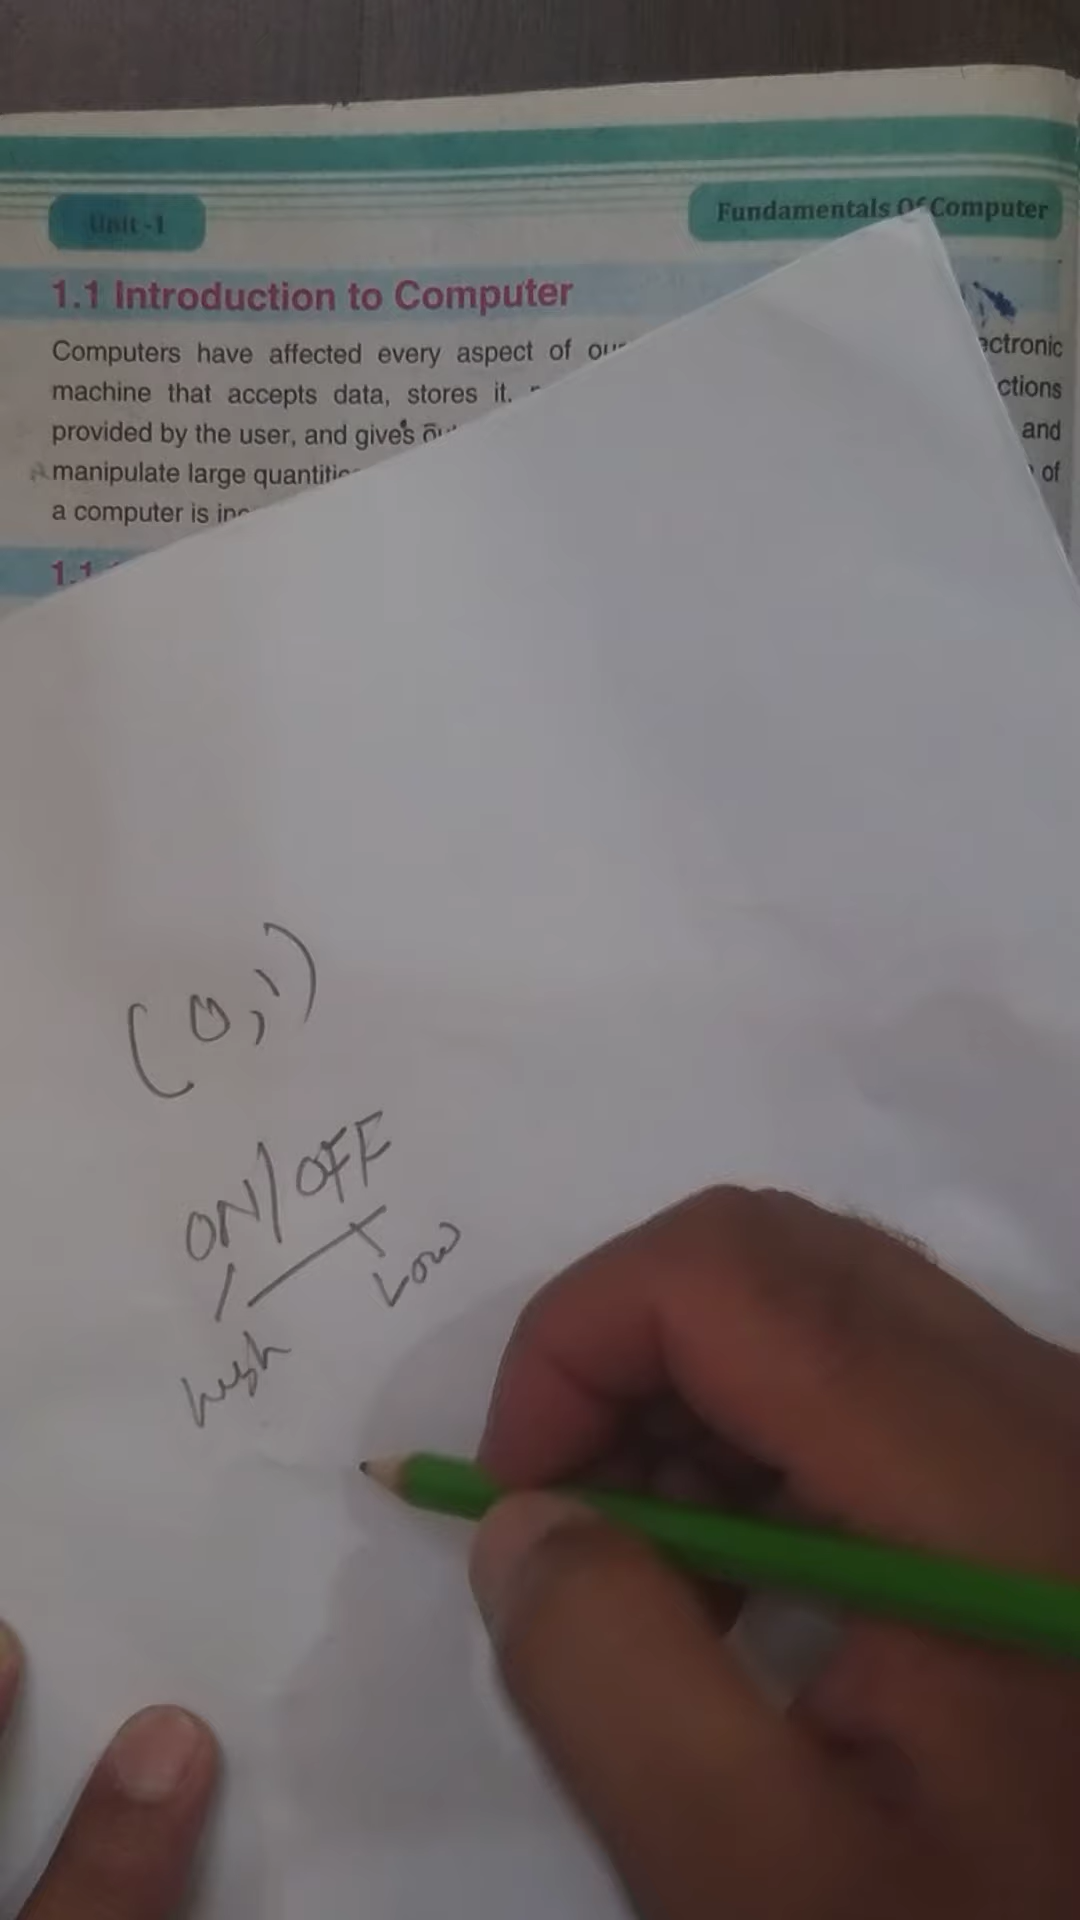 Unit -1
Fundamentals Of Computer
1.1 Introduction to Computer
Computers have affected every aspect of
machine that accepts data, stores it.
provided by the user, and gives
and
manipulate large
of
a computer is
(0,1)
ON/OFF
Low
high